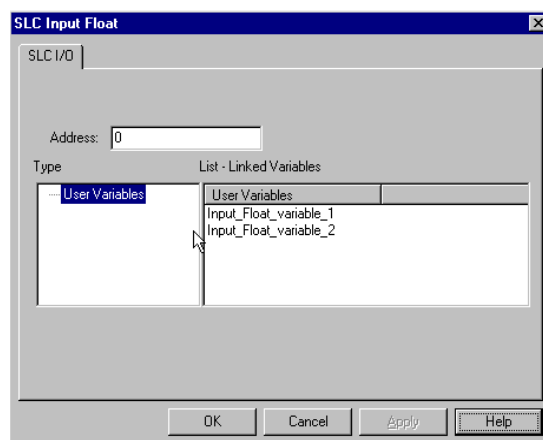 SLC Input Float
SLC I/O
Address: 0
Type List - Linked Variables
User Variables User Variables
Input_Float_variable_1
Input_Float_variable_2
OK Cancel Apply Help